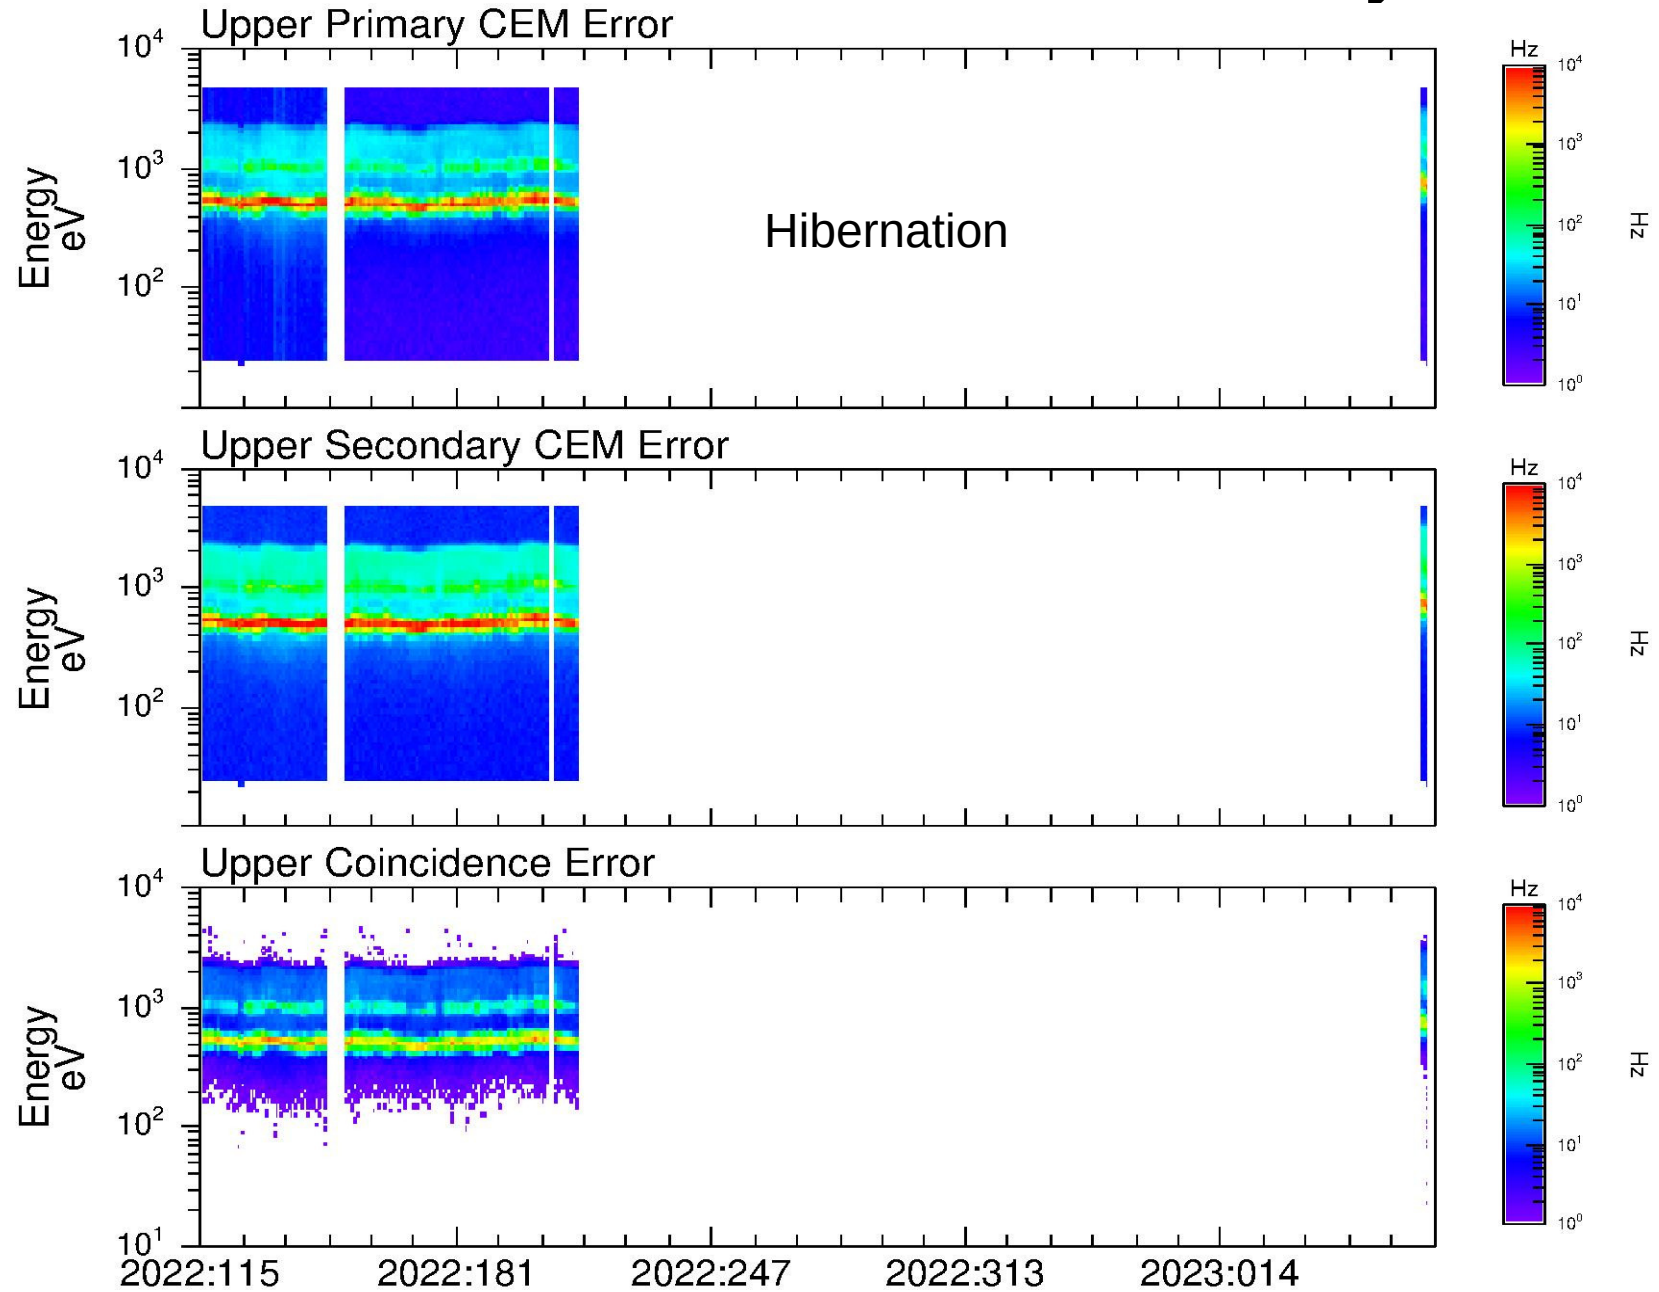 Upper Primary CEM Error
10⁴
10³
10²
Energy
eV
Hibernation
Hz
10⁴
10³
10²
10¹
10⁰
Hz
Upper Secondary CEM Error
10⁴
10³
10²
Energy
eV
Hz
10⁴
10³
10²
10¹
10⁰
Hz
Upper Coincidence Error
10⁴
10³
10²
10¹
Energy
eV
Hz
10⁴
10³
10²
10¹
10⁰
Hz
2022:115 2022:181 2022:247 2022:313 2023:014